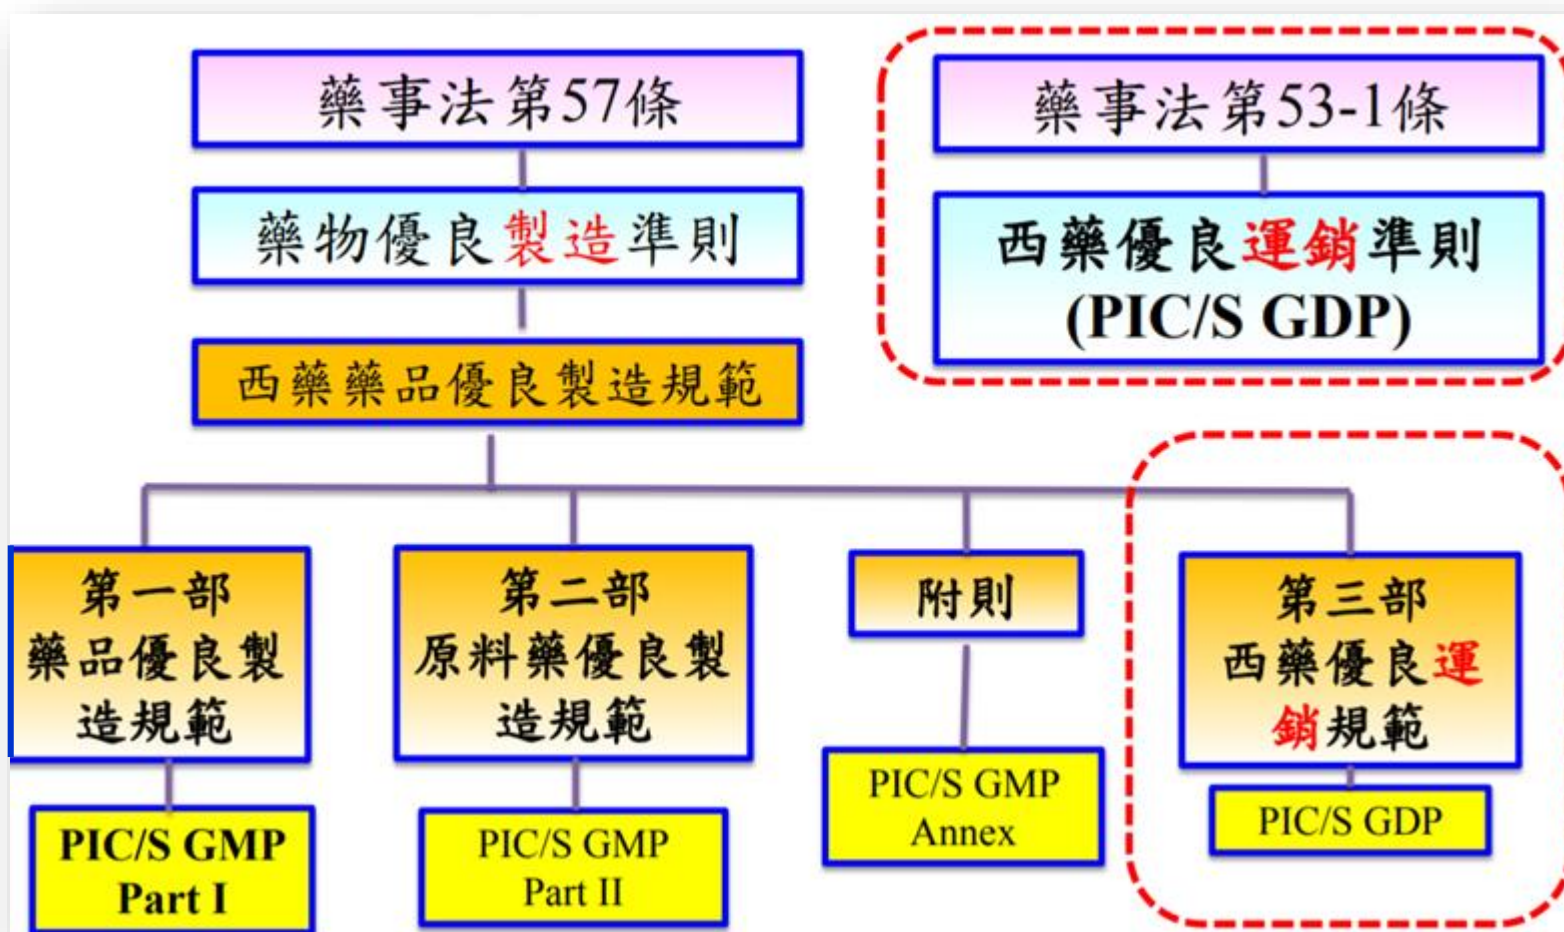 藥事法第57條
藥物優良製造準則
西藥藥品優良製造規範
藥事法第53-1條
西藥優良運銷準則
(PIC/S GDP)
第一部
藥品優良製
造規範
PIC/S GMP
Part I
第二部
原料藥優良製
造規範
PIC/S GMP
Part II
附則
PIC/S GMP
Annex
第三部
西藥優良運
銷規範
PIC/S GDP